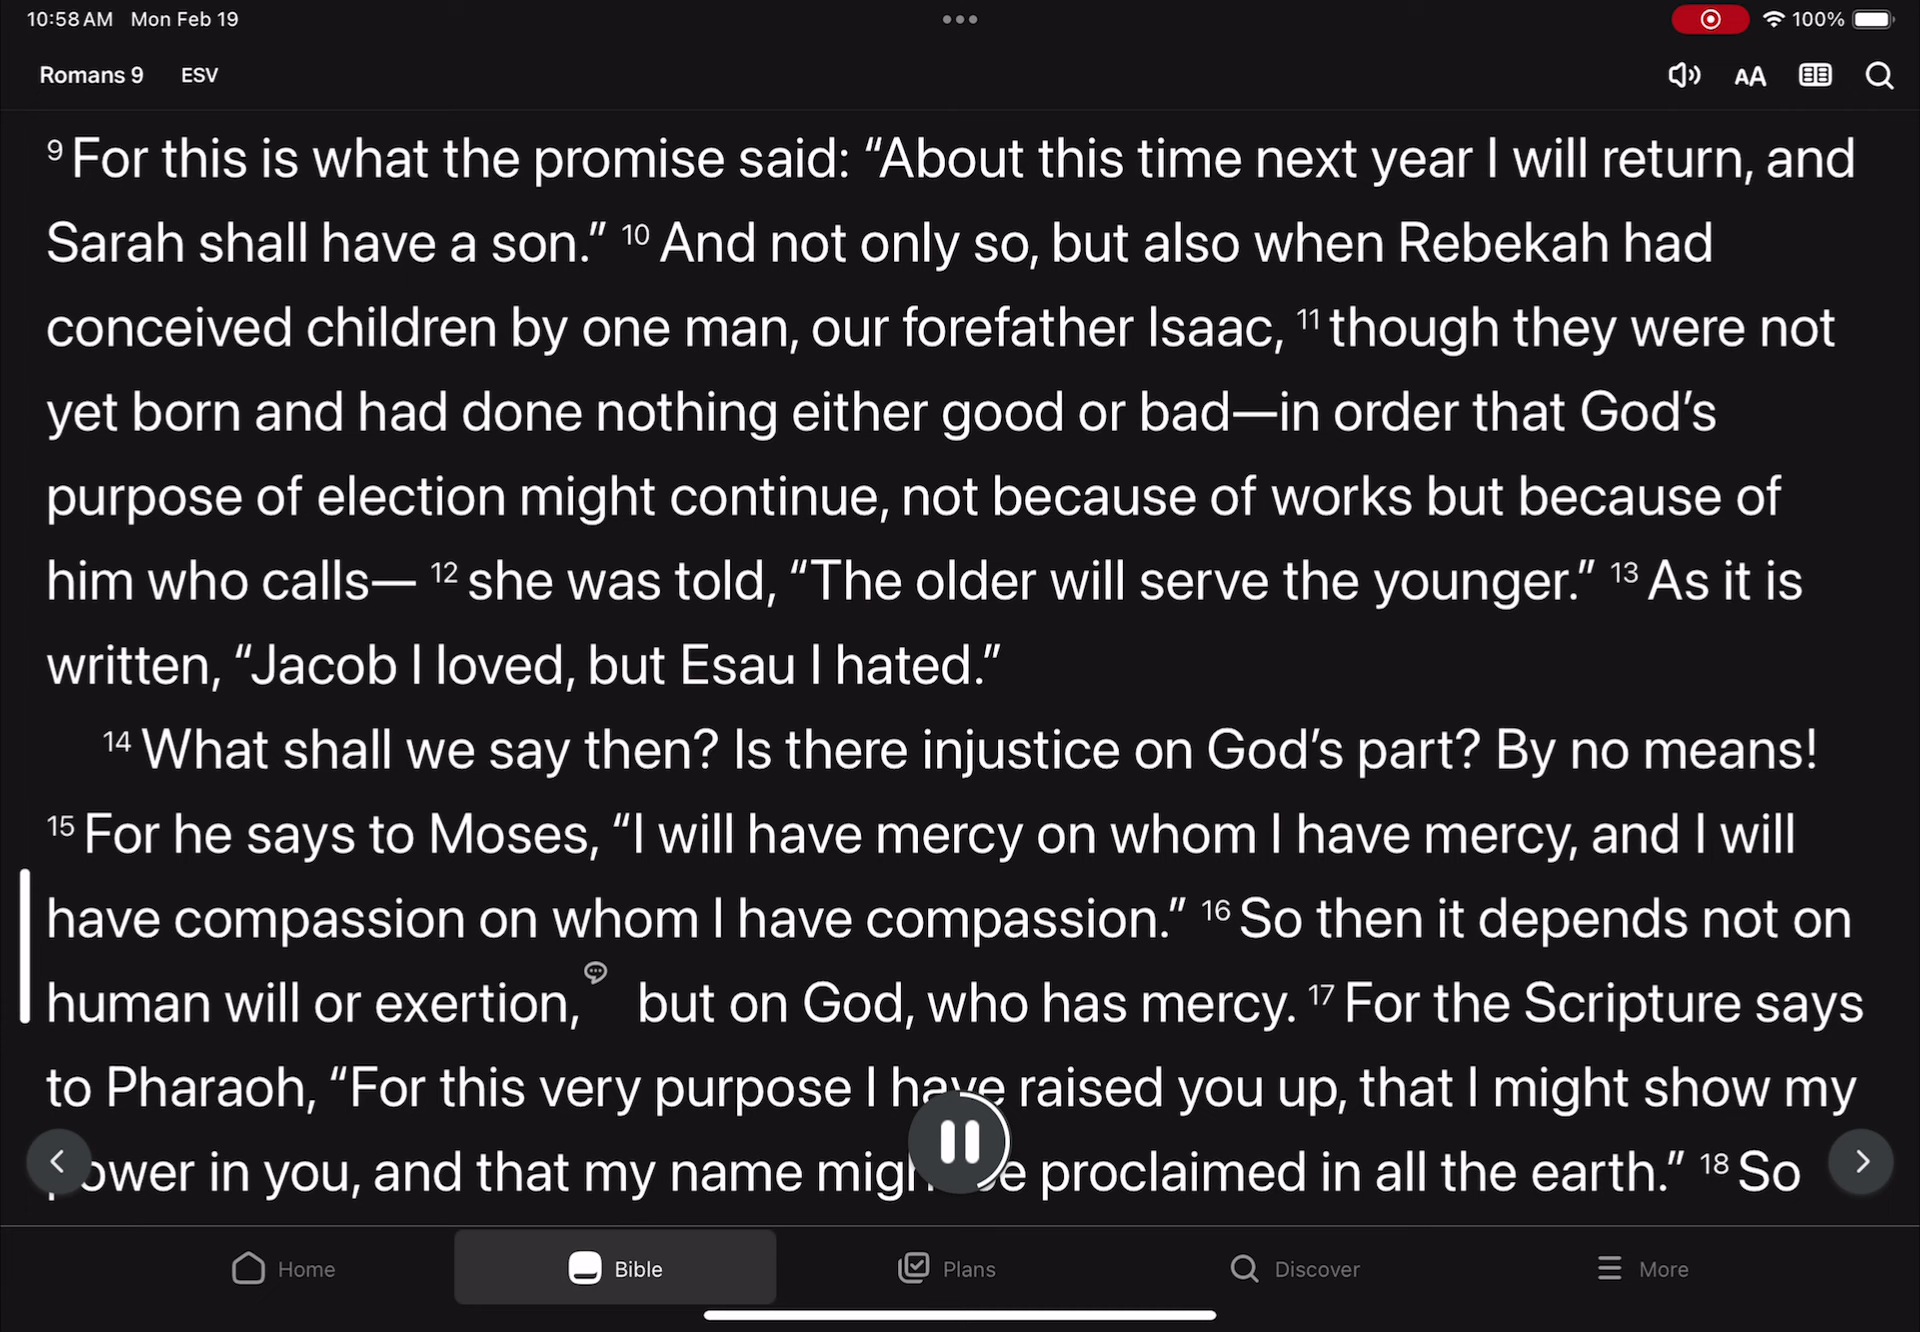 10:58 AM Mon Feb 19
100%
Romans 9 ESV
AA
9 For this is what the promise said: “About this time next year I will return, and
Sarah shall have a son.” 10 And not only so, but also when Rebekah had
conceived children by one man, our forefather Isaac, 11 though they were not
yet born and had done nothing either good or bad—in order that God’s
purpose of election might continue, not because of works but because of
him who calls— 12 she was told, “The older will serve the younger.” 13 As it is
written, “Jacob I loved, but Esau I hated.”
14 What shall we say then? Is there injustice on God’s part? By no means!
15 For he says to Moses, “I will have mercy on whom I have mercy, and I will
have compassion on whom I have compassion.” 16 So then it depends not on
human will or exertion, but on God, who has mercy. 17 For the Scripture says
to Pharaoh, “For this very purpose I have raised you up, that I might show my
power in you, and that my name might be proclaimed in all the earth.” 18 So
Home
Bible
Plans
Discover
More